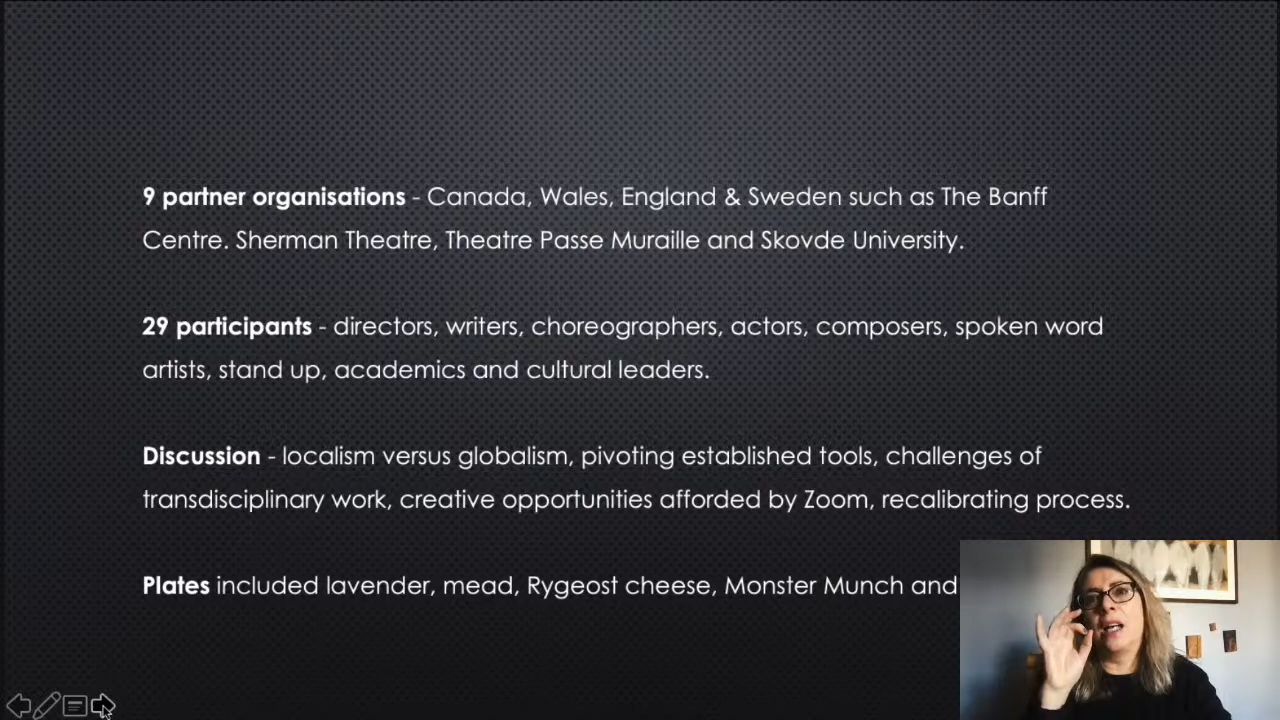 9 partner organisations - Canada, Wales, England & Sweden such as The Banff
Centre. Sherman Theatre, Theatre Passe Muraille and Skovde University.
29 participants - directors, writers, choreographers, actors, composers, spoken word
artists, stand up, academics and cultural leaders.
Discussion - localism versus globalism, pivoting established tools, challenges of
transdisciplinary work, creative opportunities afforded by Zoom, recalibrating process.
Plates included lavender, mead, Rygeost cheese, Monster Munch and